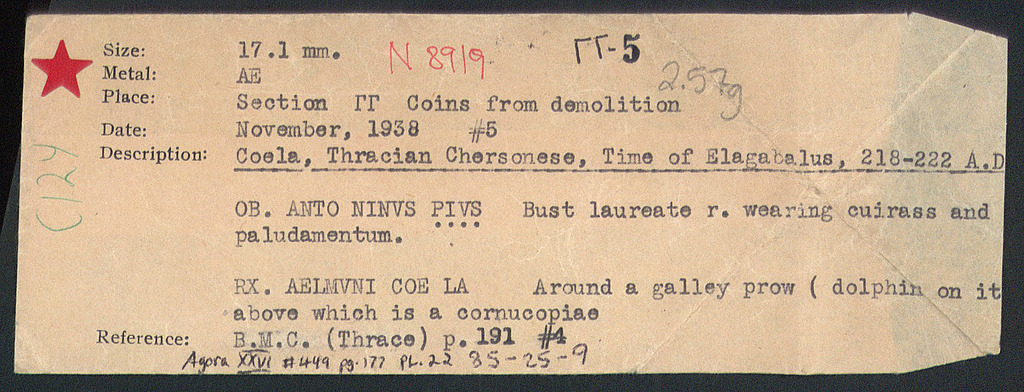 Size: 17.1 mm. N 8919 ΓΓ-5
Metal: AE 2.57g
Place: Section ΓΓ Coins from demolition
Date: November, 1938 #5
Description: Coela, Thracian Chersonese, Time of Elagabalus, 218-222 A.D
C124
OB. ANTO NINVS PIVS Bust laureate r. wearing cuirass and
paludamentum.
RX. AELMVNI COE LA Around a galley prow ( dolphin on it
above which is a cornucopiae
Reference: B.M.C. (Thrace) p. 191 #4
Agora XXVI #449 pg.177 PL.22 85-25-9